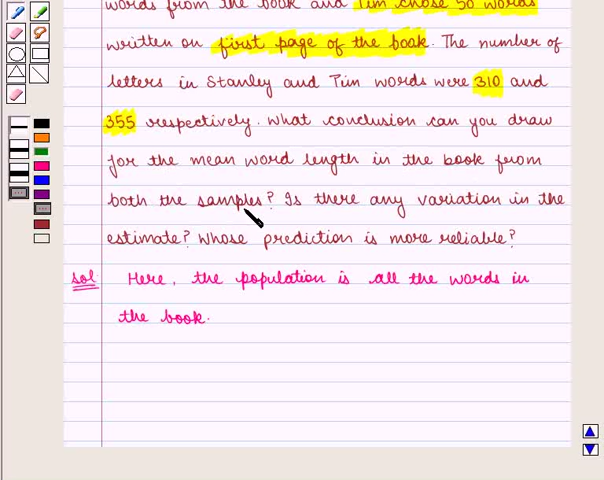 words from the book and Tim chose 50 words
written on first page of the book. The number of
letters in Stanley and Tim words were 310 and
355 respectively. What conclusion can you draw
for the mean word length in the book from
both the samples? Is there any variation in the
estimate? Whose prediction is more reliable?
Sol Here, the population is all the words in
the book.